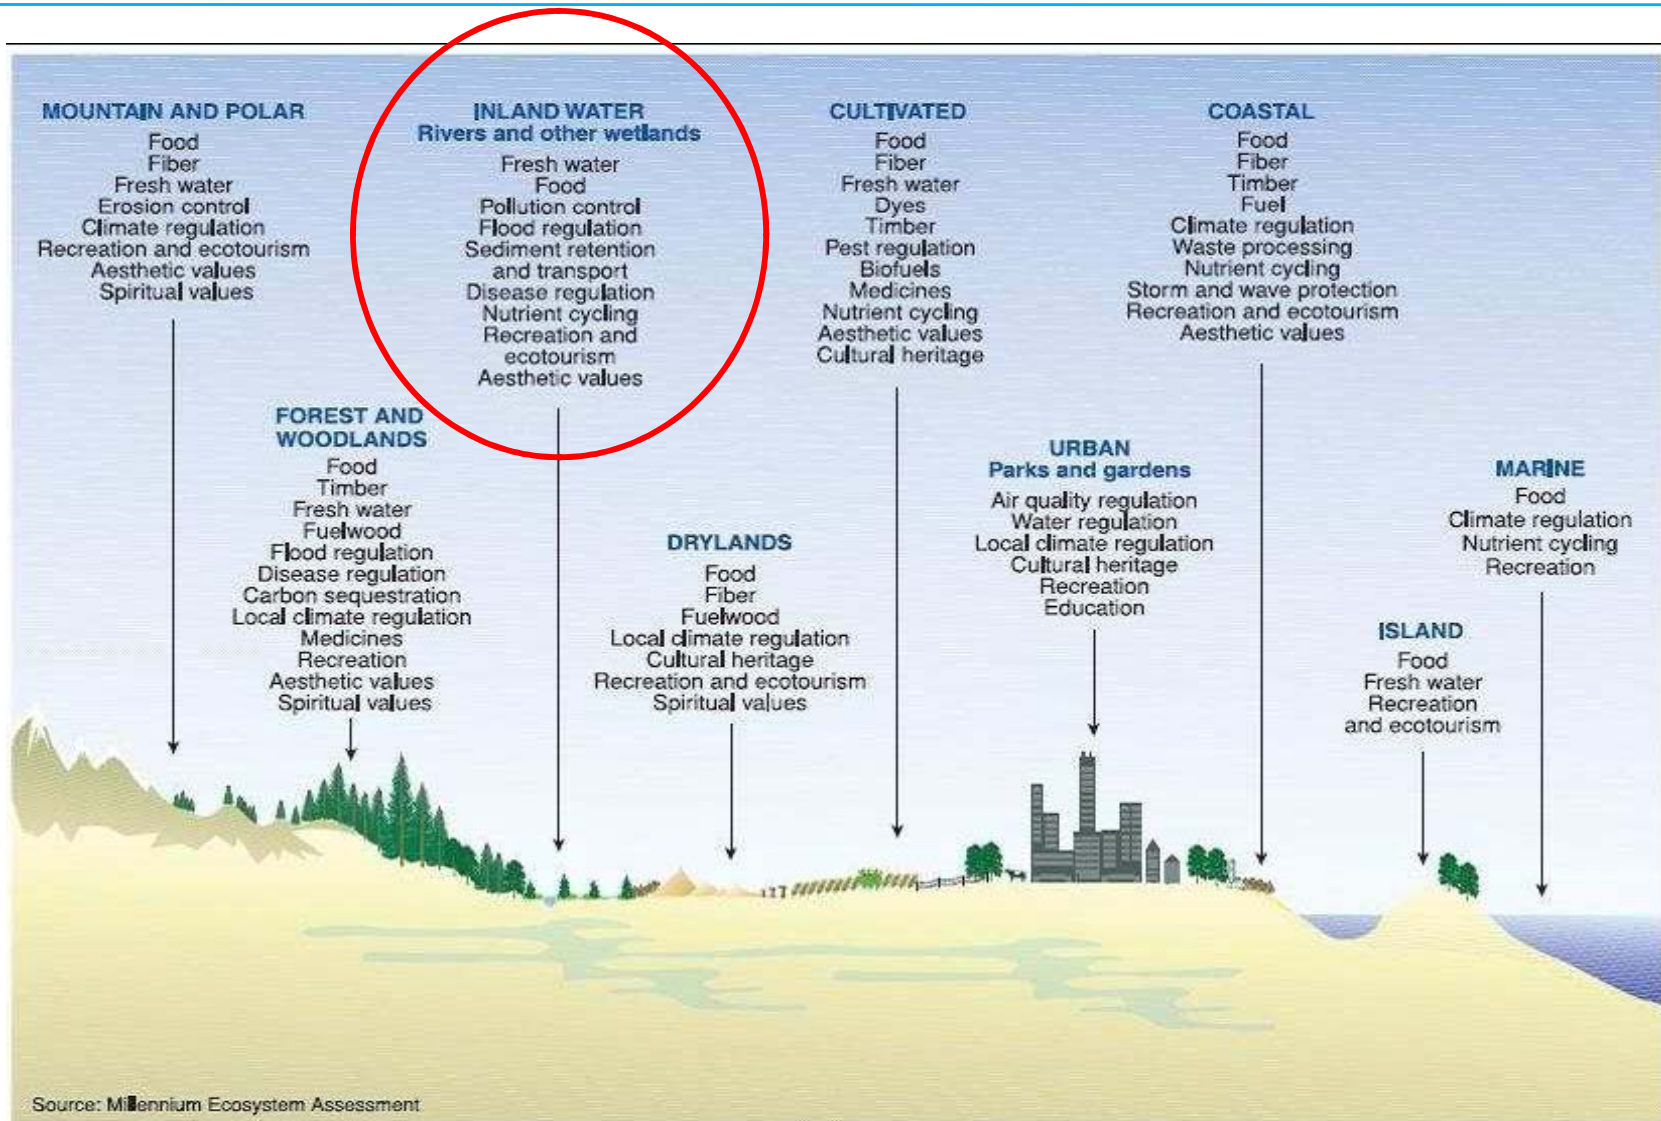 MOUNTAIN AND POLAR
Food
Fiber
Fresh water
Erosion control
Climate regulation
Recreation and ecotourism
Aesthetic values
Spiritual values
INLAND WATER
Rivers and other wetlands
Fresh water
Food
Pollution control
Flood regulation
Sediment retention
and transport
Disease regulation
Nutrient cycling
Recreation and
ecotourism
Aesthetic values
CULTIVATED
Food
Fiber
Fresh water
Dyes
Timber
Pest regulation
Biofuels
Medicines
Nutrient cycling
Aesthetic values
Cultural heritage
COASTAL
Food
Fiber
Timber
Fuel
Climate regulation
Waste processing
Nutrient cycling
Storm and wave protection
Recreation and ecotourism
Aesthetic values
FOREST AND
WOODLANDS
Food
Timber
Fresh water
Fuelwood
Flood regulation
Disease regulation
Carbon sequestration
Local climate regulation
Medicines
Recreation
Aesthetic values
Spiritual values
DRYLANDS
Food
Fiber
Fuelwood
Local climate regulation
Cultural heritage
Recreation and ecotourism
Spiritual values
URBAN
Parks and gardens
Air quality regulation
Water regulation
Local climate regulation
Cultural heritage
Recreation
Education
MARINE
Food
Climate regulation
Nutrient cycling
Recreation
ISLAND
Food
Fresh water
Recreation
and ecotourism
Source: Millennium Ecosystem Assessment